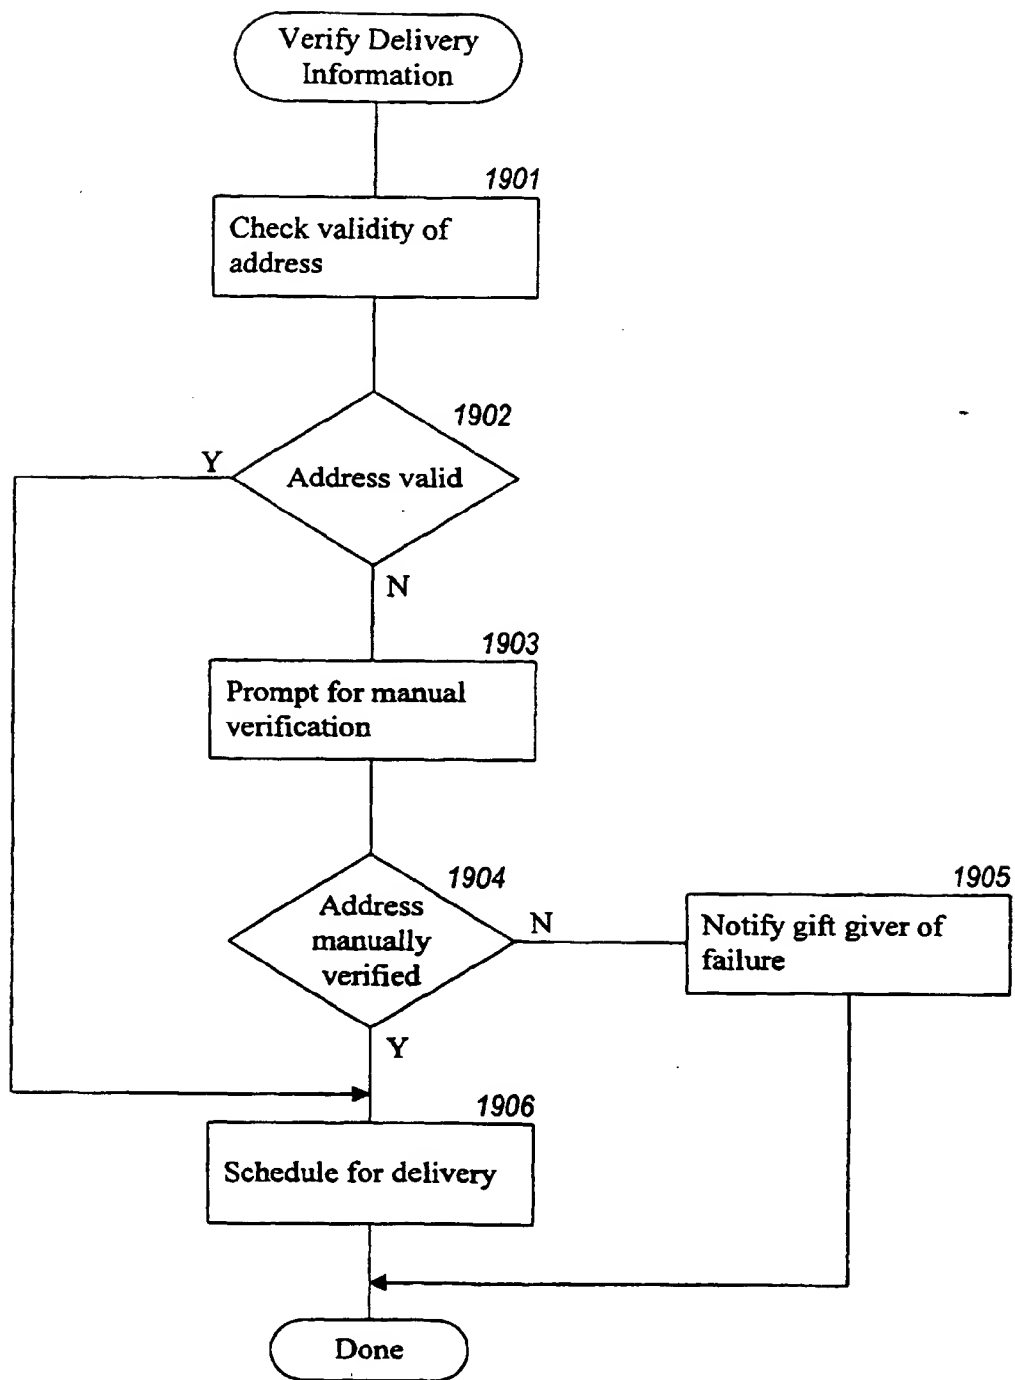 Verify Delivery
Information
1901
Check validity of
address
1902
Y
Address valid
N
1903
Prompt for manual
verification
1904
Address
manually
verified
N
1905
Notify gift giver of
failure
Y
1906
Schedule for delivery
Done